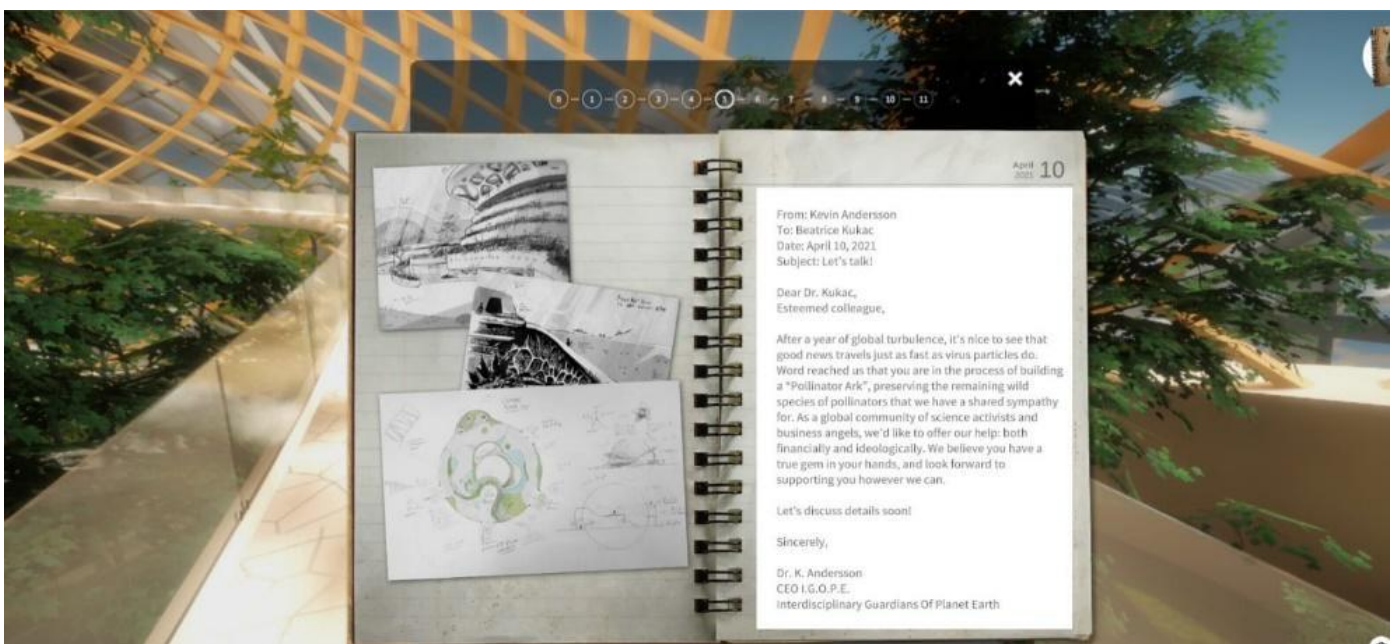 0 1 2 3 4 5 6 7 8 9 10 11
April
2021 10
From: Kevin Andersson
To: Beatrice Kukac
Date: April 10, 2021
Subject: Let's talk!
Dear Dr. Kukac,
Esteemed colleague,
After a year of global turbulence, it's nice to see that
good news travels just as fast as virus particles do.
Word reached us that you are in the process of building
a "Pollinator Ark", preserving the remaining wild
species of pollinators that we have a shared sympathy
for. As a global community of science activists and
business angels, we'd like to offer our help: both
financially and ideologically. We believe you have a
true gem in your hands, and look forward to
supporting you however we can.
Let's discuss details soon!
Sincerely,
Dr. K. Andersson
CEO I.G.O.P.E.
Interdisciplinary Guardians Of Planet Earth